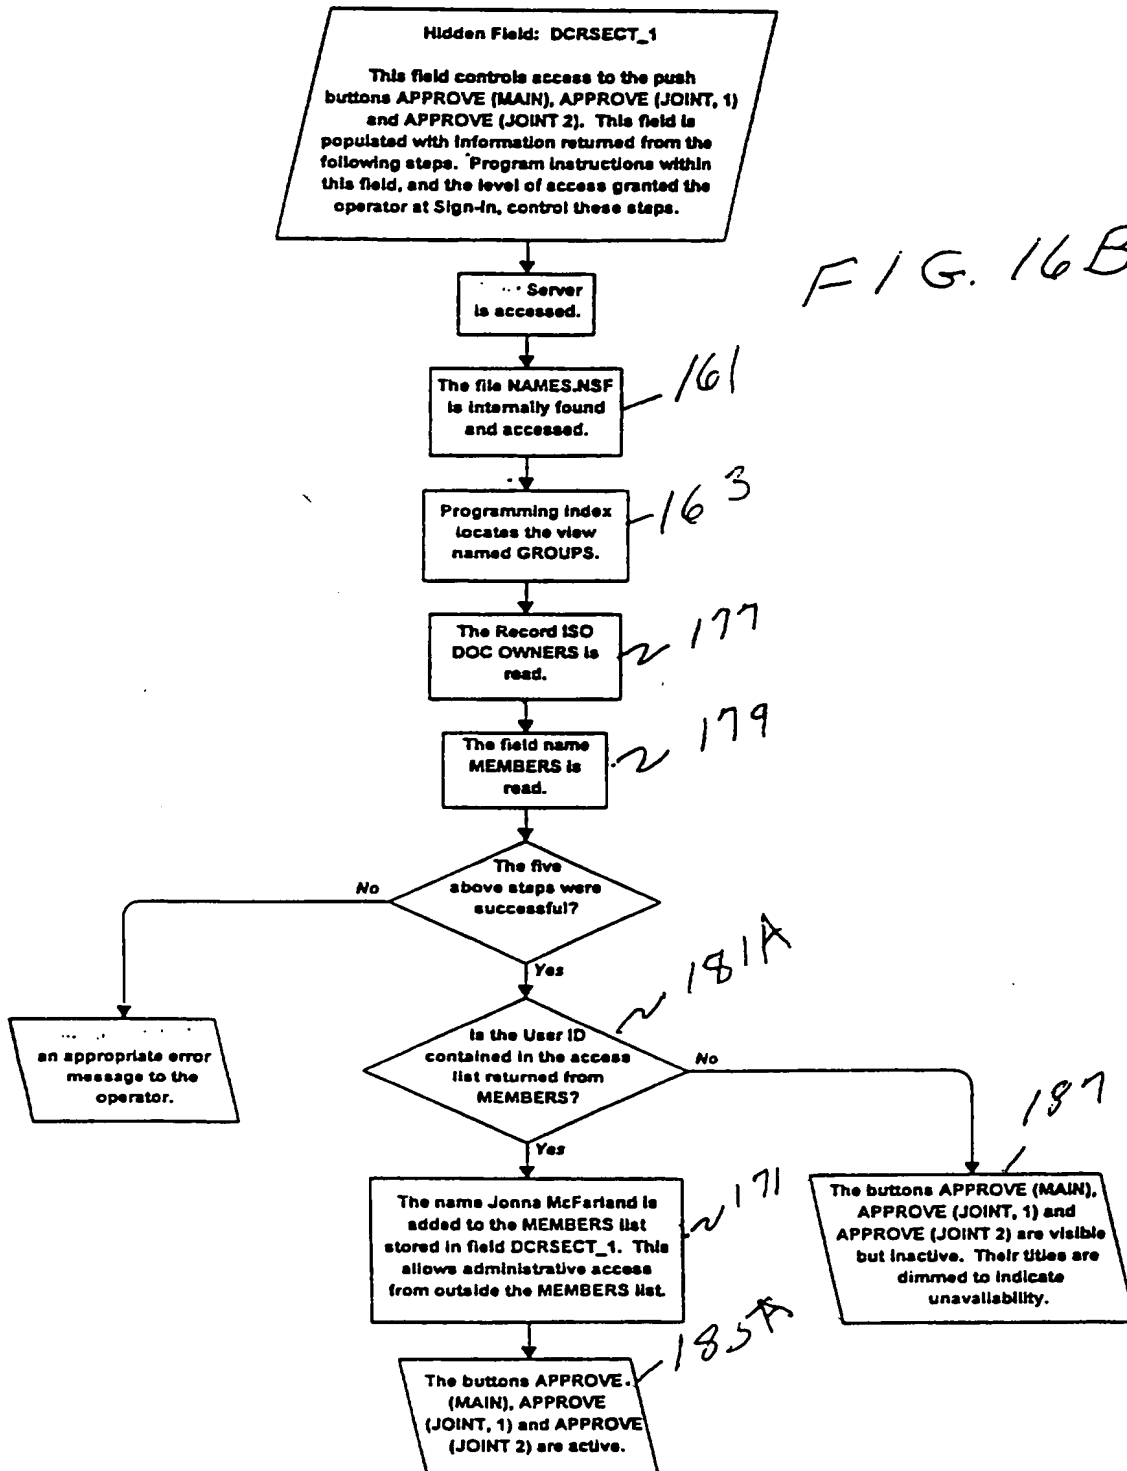 Hidden Field: DCRSECT_1
This field controls access to the push
buttons APPROVE (MAIN), APPROVE (JOINT, 1)
and APPROVE (JOINT 2). This field is
populated with information returned from the
following steps. Program instructions within
this field, and the level of access granted the
operator at Sign-In, control these steps.
FIG. 16B
Server
is accessed.
The file NAMES.NSF
is internally found
and accessed.
161
Programming index
locates the view
named GROUPS.
163
The Record ISO
DOC OWNERS is
read.
177
The field name
MEMBERS is
read.
179
The five
above steps were
successful?
No
Yes
181A
an appropriate error
message to the
operator.
Is the User ID
contained in the access
list returned from
MEMBERS?
No
Yes
187
The name Jonna McFarland is
added to the MEMBERS list
stored in field DCRSECT_1. This
allows administrative access
from outside the MEMBERS list.
171
The buttons APPROVE (MAIN),
APPROVE (JOINT, 1) and
APPROVE (JOINT 2) are visible
but inactive. Their titles are
dimmed to indicate
unavailability.
185A
The buttons APPROVE
(MAIN), APPROVE
(JOINT, 1) and APPROVE
(JOINT 2) are active.